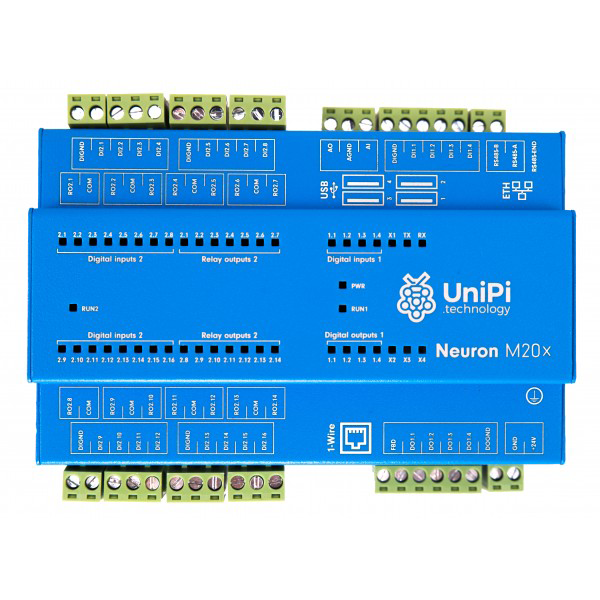 DIGND DI2.1 DI2.2 DI2.3 DI2.4 DIGND DI2.5 DI2.6 DI2.7 DI2.8
AO AGND AI DIGND DI1.1 DI1.2 DI1.3 DI1.4 RS485-B RS485-A RS485-END
RO2.1 COM RO2.2 COM RO2.3 RO2.4 COM RO2.5 RO2.6 COM RO2.7
USB 4 2
3 1
ETH
2.1 2.2 2.3 2.4 2.5 2.6 2.7 2.8 2.1 2.2 2.3 2.4 2.5 2.6 2.7
1.1 1.2 1.3 1.4 X1 TX RX
Digital inputs 2 Relay outputs 2 Digital inputs 1
PWR
RUN2 RUN1
UniPi
.technology
Digital inputs 2 Relay outputs 2 Digital outputs 1
Neuron M20x
2.9 2.10 2.11 2.12 2.13 2.14 2.15 2.16 2.8 2.9 2.10 2.11 2.12 2.13 2.14
1.1 1.2 1.3 1.4 X2 X3 X4
RO2.8 COM RO2.9 COM RO2.10 RO2.11 COM RO2.12 RO2.13 COM RO2.14
DIGND DI2.9 DI2.10 DI2.11 DI2.12 DIGND DI2.13 DI2.14 DI2.15 DI2.16
1-Wire
DO1.1 DO1.2 DO1.3 DO1.4 DOGND GND